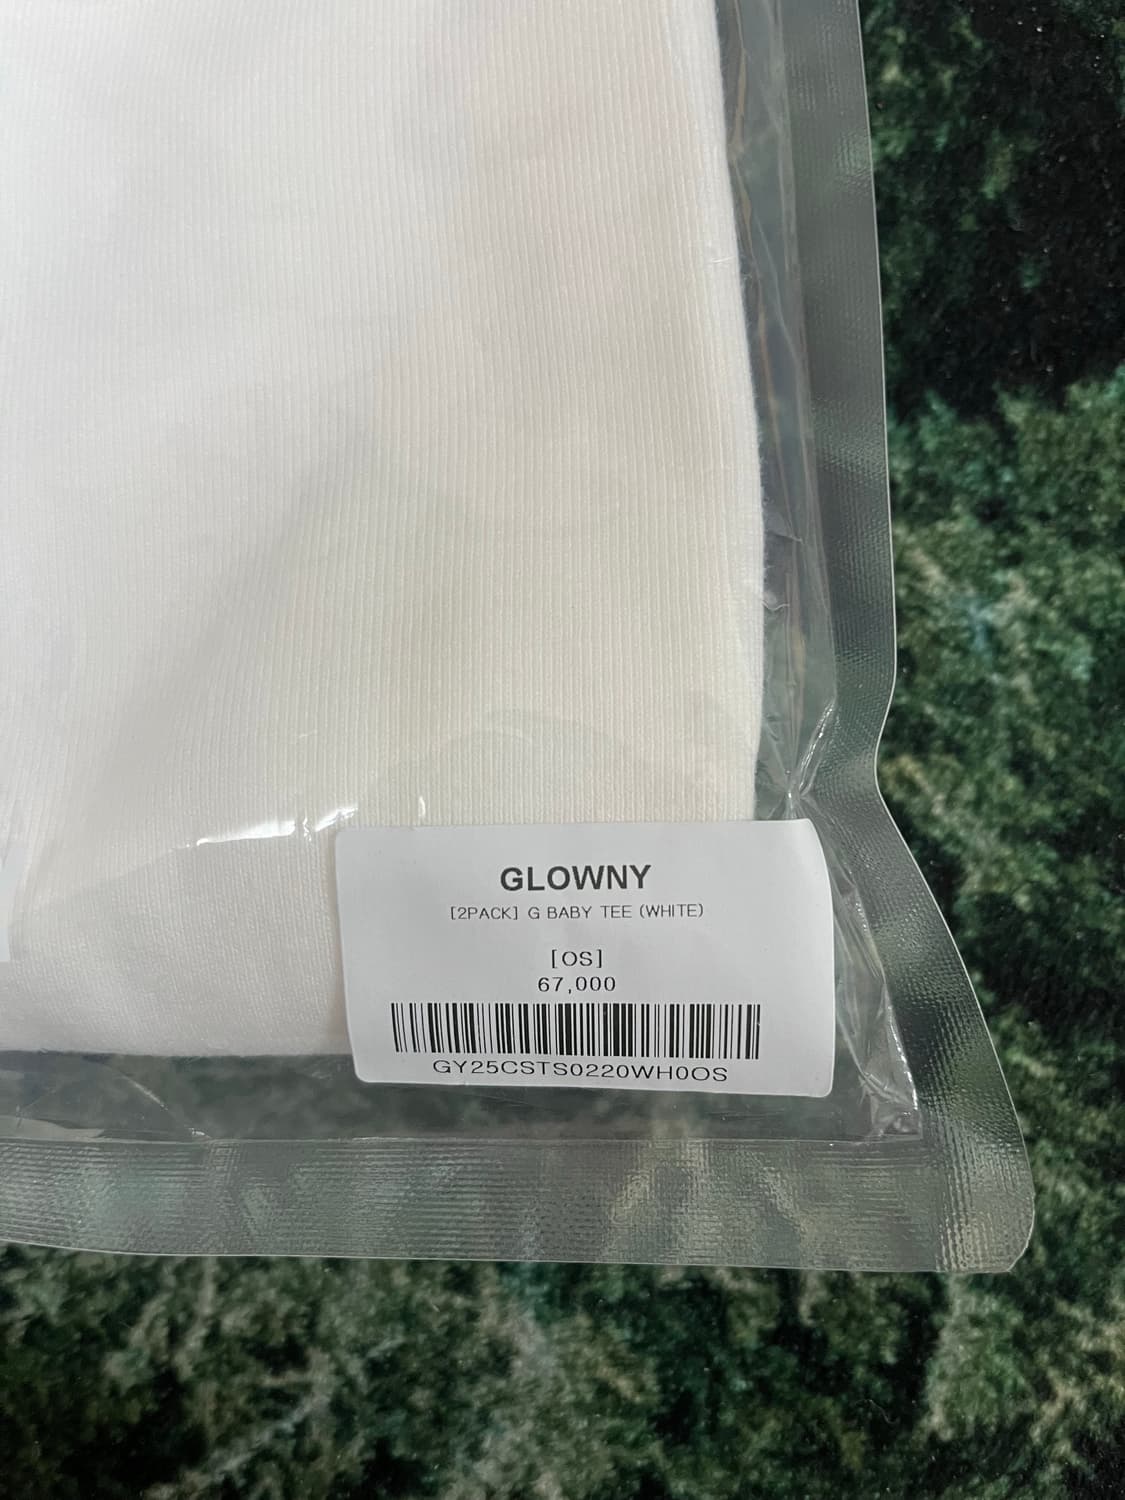 GLOWNY
[2PACK] G BABY TEE (WHITE)
[OS]
67,000
GY25CSTS0220WH0OS